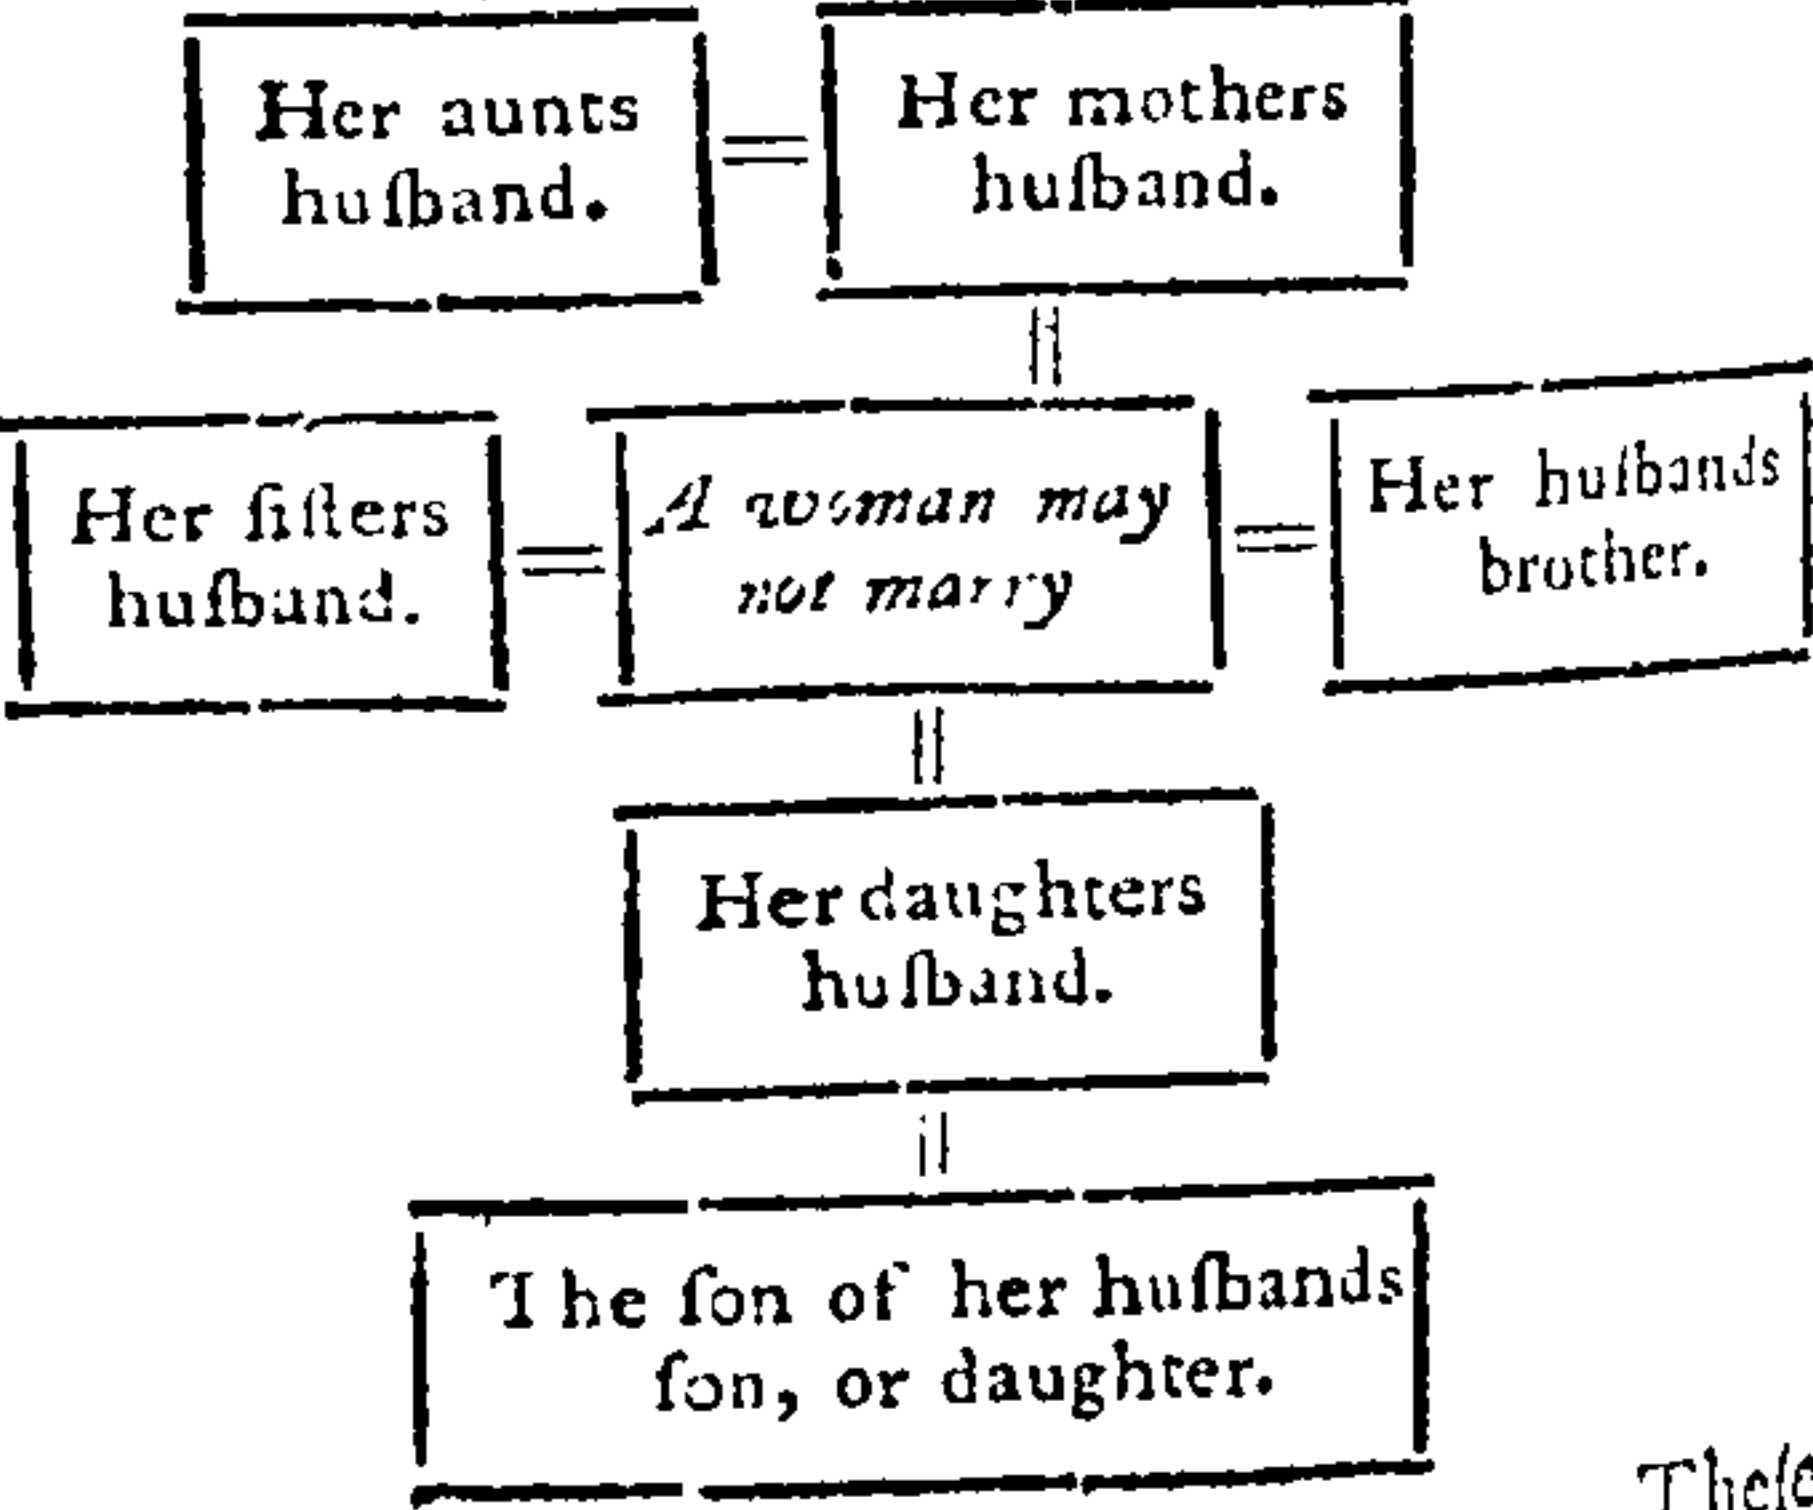 Her aunts
huſband.
Her mothers
huſband.
Her ſiſters
huſband.
A woman may
not marry
Her huſbands
brother.
Her daughters
huſband.
The ſon of her huſbands
ſon, or daughter.
Theſe